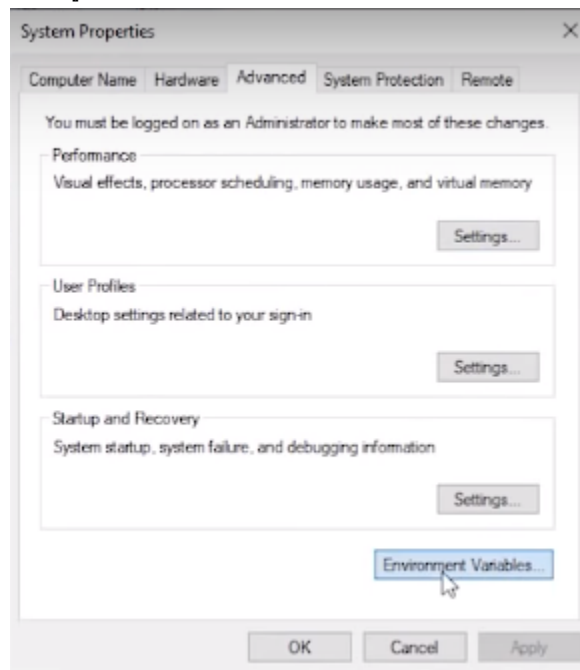 System Properties
Computer Name Hardware Advanced System Protection Remote
You must be logged on as an Administrator to make most of these changes.
Performance
Visual effects, processor scheduling, memory usage, and virtual memory
Settings...
User Profiles
Desktop settings related to your sign-in
Settings...
Startup and Recovery
System startup, system failure, and debugging information
Settings...
Environment Variables...
OK Cancel Apply